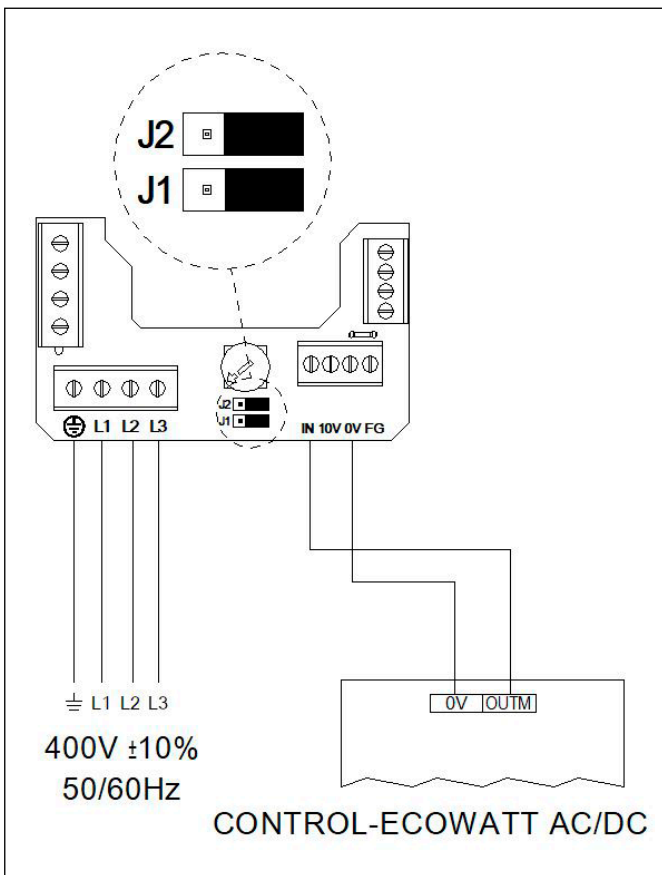 J2
J1
J2
J1
L1 L2 L3
IN 10V 0V FG
L1 L2 L3
0V OUTM
400V ±10%
50/60Hz
CONTROL-ECOWATT AC/DC